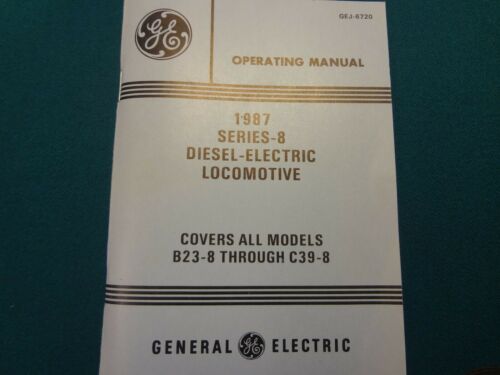 GEJ-6720
GE
OPERATING MANUAL
1987
SERIES-8
DIESEL-ELECTRIC
LOCOMOTIVE
COVERS ALL MODELS
B23-8 THROUGH C39-8
GENERAL GE ELECTRIC